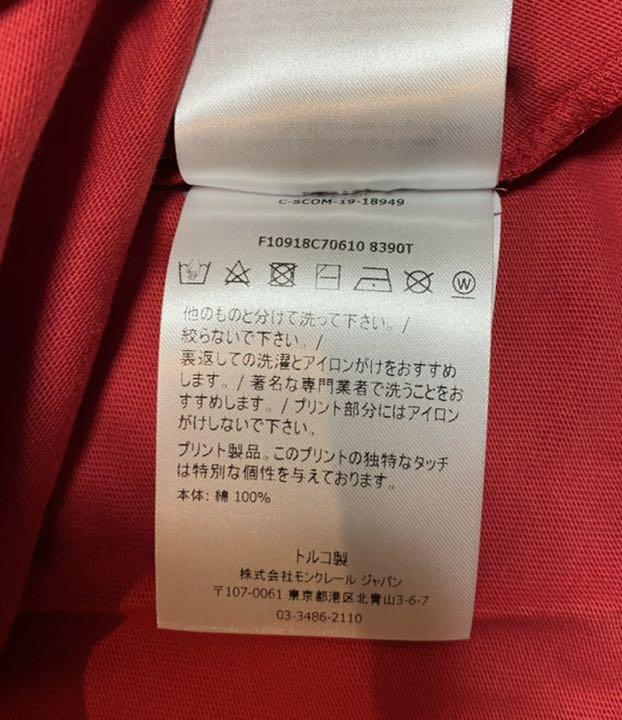 C-SCOM-19-18949
F10918C70610 8390T
W
他のものと分けて洗って下さい。/
絞らないで下さい。/
裏返しての洗濯とアイロンがけをおすすめ
します。/ 著名な専門業者で洗うことをお
すすめします。/ プリント部分にはアイロン
がけしないで下さい。
プリント製品。このプリントの独特なタッチ
は特別な個性を与えております。
本体: 綿 100%
トルコ製
株式会社モンクレール ジャパン
〒107-0061 東京都港区北青山3-6-7
03-3486-2110